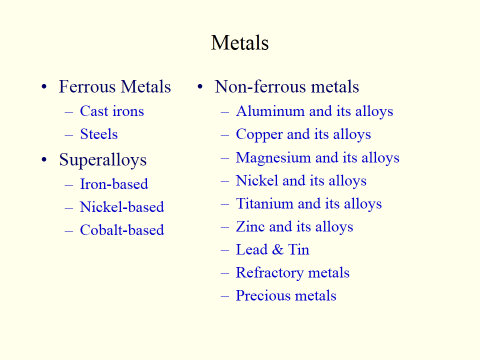 Metals
• Ferrous Metals
– Cast irons
– Steels
• Superalloys
– Iron-based
– Nickel-based
– Cobalt-based
• Non-ferrous metals
– Aluminum and its alloys
– Copper and its alloys
– Magnesium and its alloys
– Nickel and its alloys
– Titanium and its alloys
– Zinc and its alloys
– Lead & Tin
– Refractory metals
– Precious metals